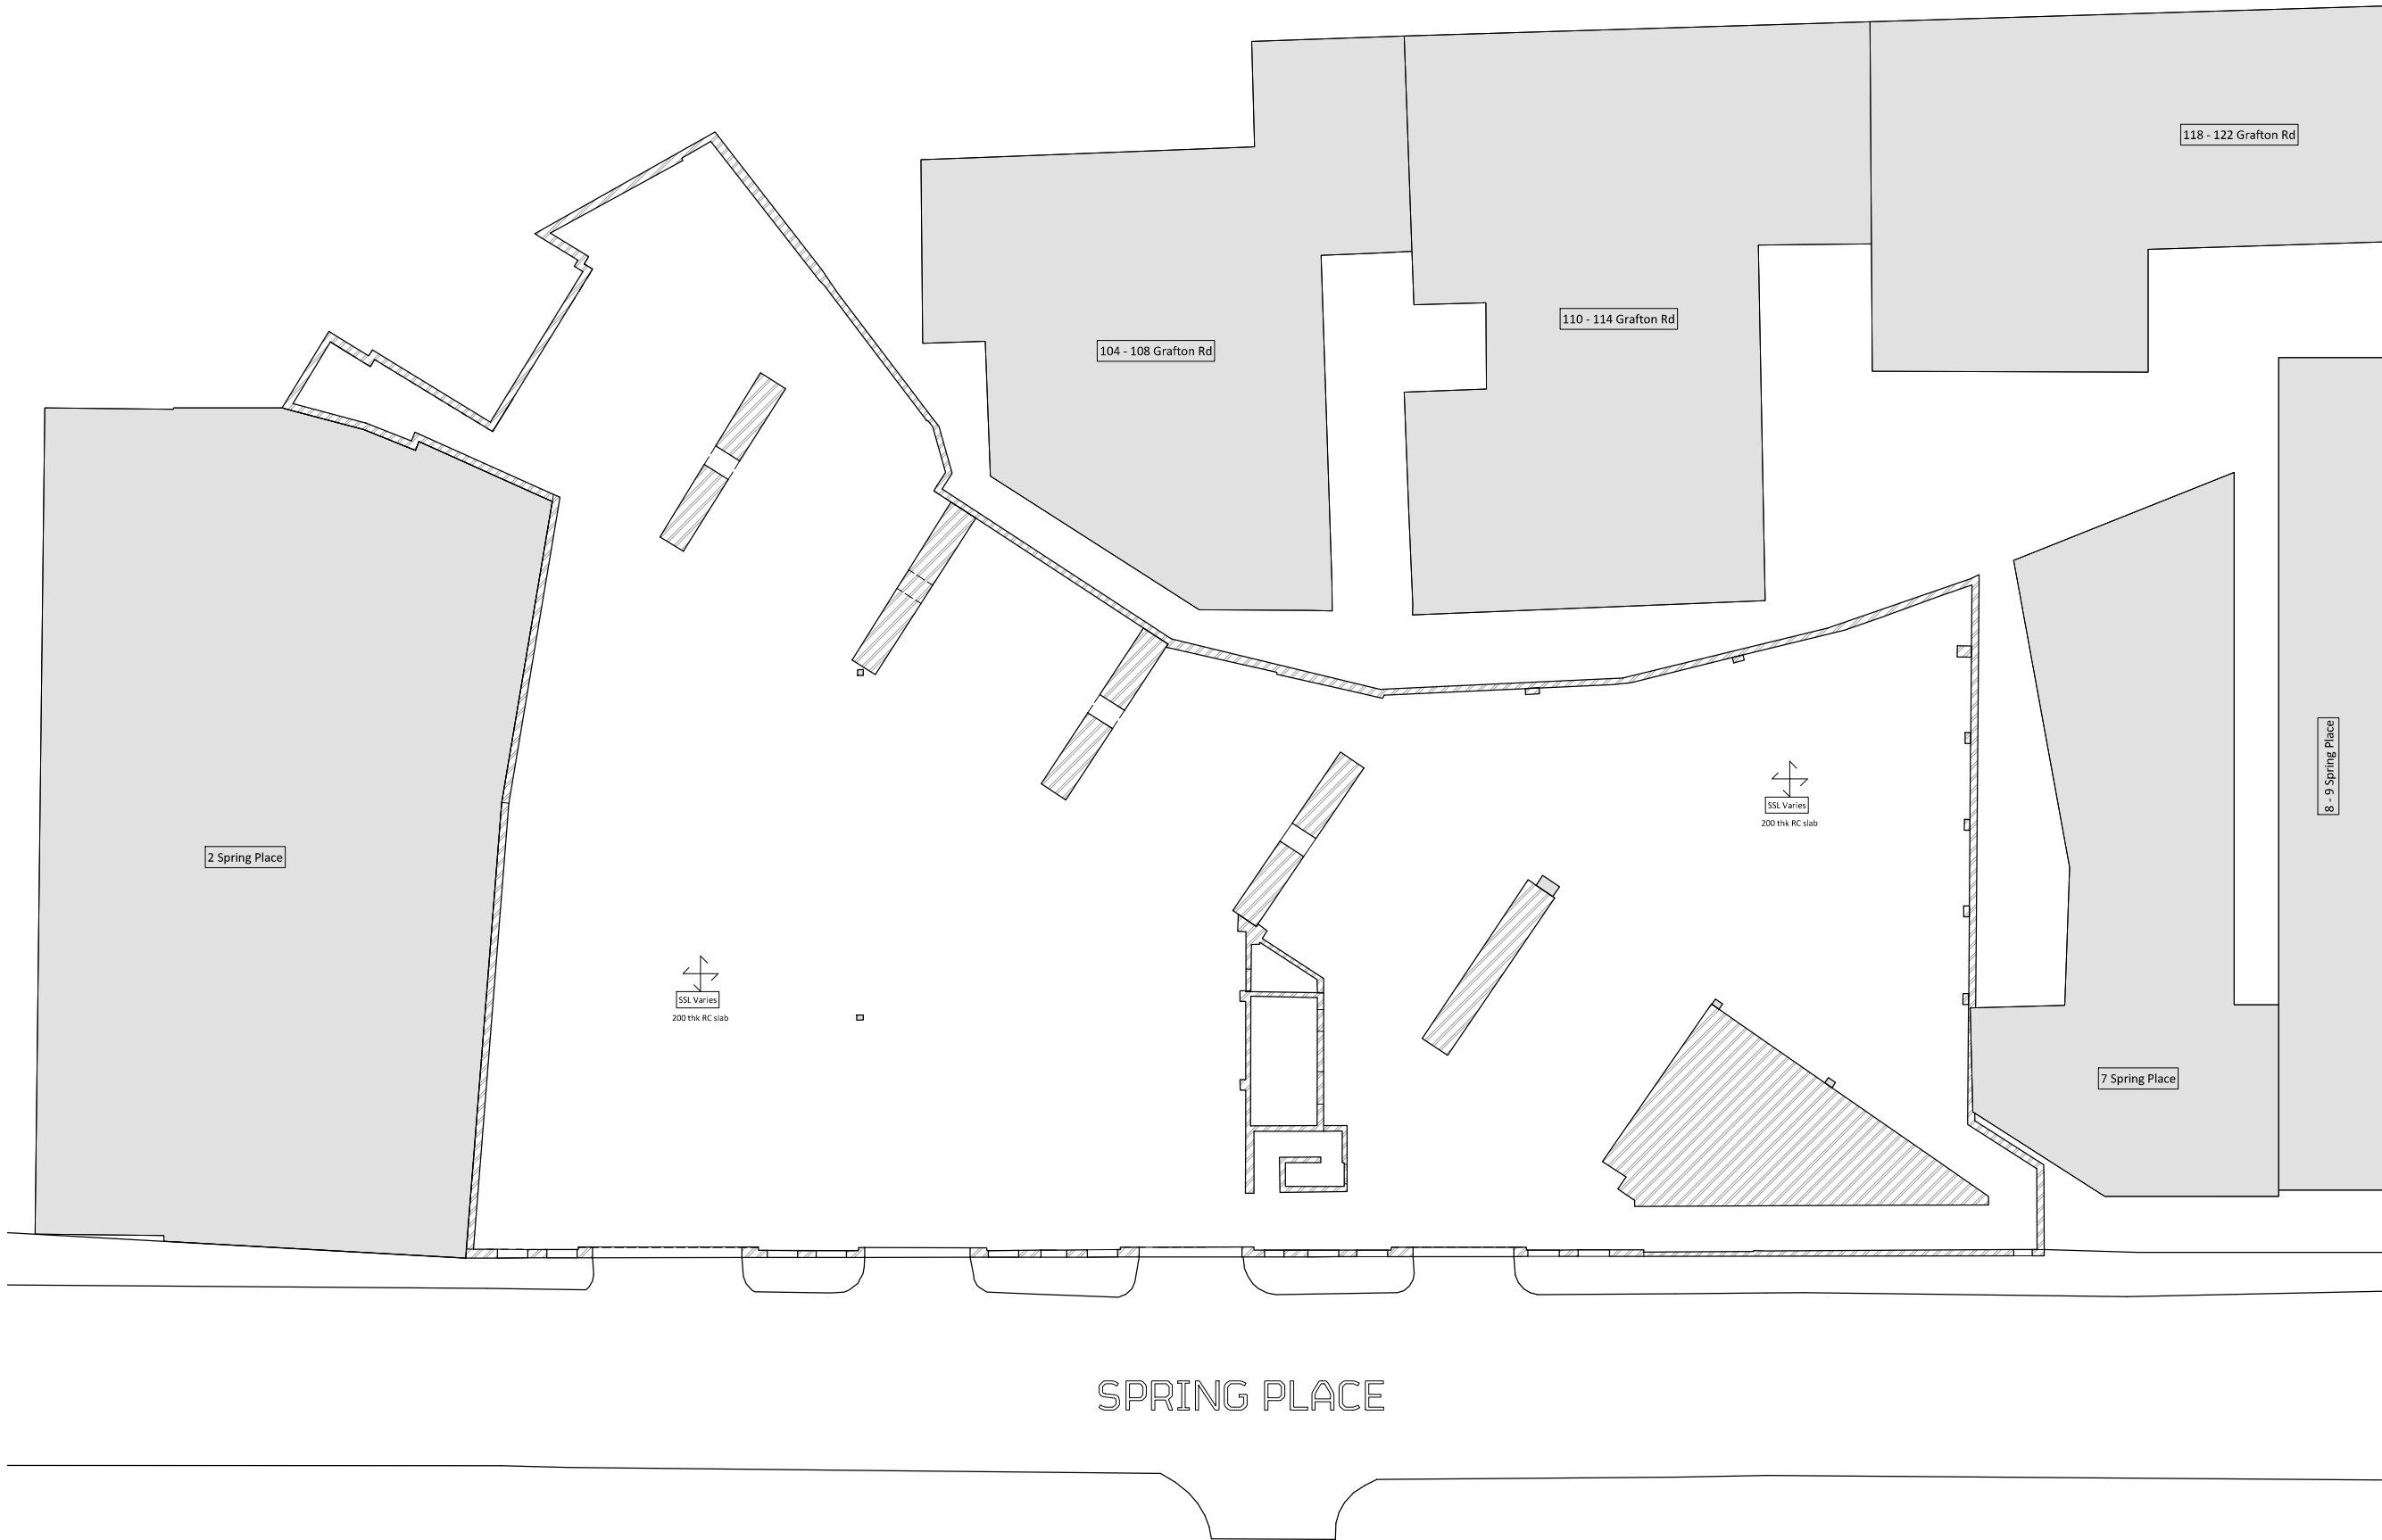 118 - 122 Grafton Rd
110 - 114 Grafton Rd
104 - 108 Grafton Rd
8 - 9 Spring Place
SSL Varies
200 thk RC slab
2 Spring Place
SSL Varies
200 thk RC slab
7 Spring Place
SPRING PLACE